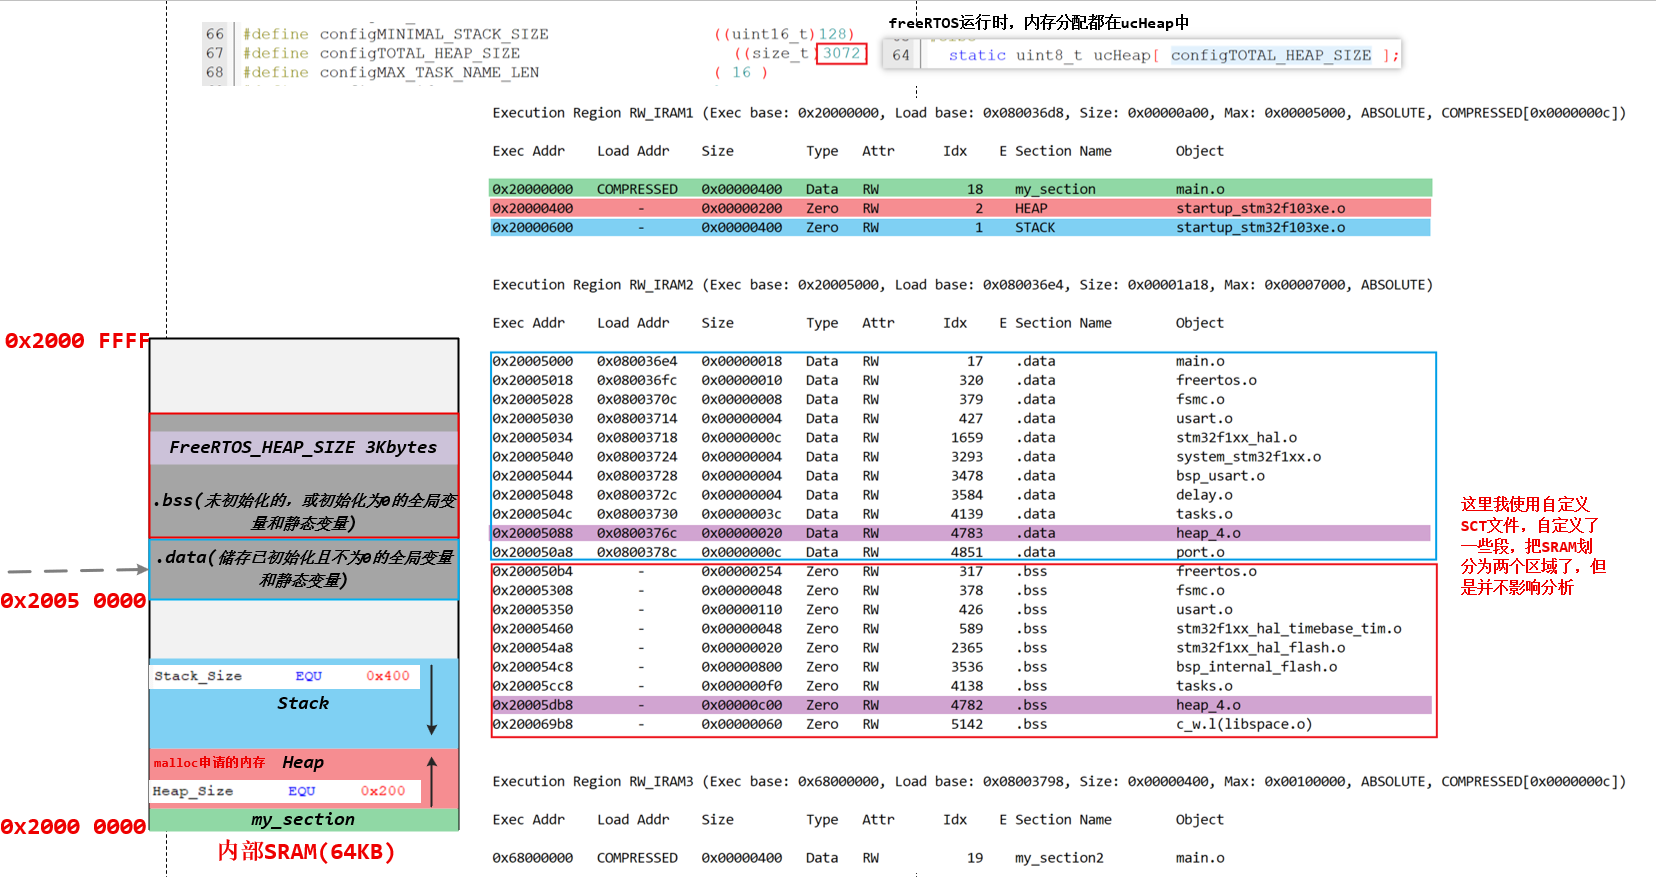 freeRTOS运行时，内存分配都在ucHeap中
66 #define configMINIMAL_STACK_SIZE ((uint16_t)128)
67 #define configTOTAL_HEAP_SIZE ((size_t)3072)
68 #define configMAX_TASK_NAME_LEN ( 16 )
64 static uint8_t ucHeap[ configTOTAL_HEAP_SIZE ];
Execution Region RW_IRAM1 (Exec base: 0x20000000, Load base: 0x080036d8, Size: 0x00000a00, Max: 0x00005000, ABSOLUTE, COMPRESSED[0x0000000c])
Exec Addr Load Addr Size Type Attr Idx E Section Name Object
0x20000000 COMPRESSED 0x00000400 Data RW 18 my_section main.o
0x20000400 - 0x00000200 Zero RW 2 HEAP startup_stm32f103xe.o
0x20000600 - 0x00000400 Zero RW 1 STACK startup_stm32f103xe.o
Execution Region RW_IRAM2 (Exec base: 0x20005000, Load base: 0x080036e4, Size: 0x00001a18, Max: 0x00007000, ABSOLUTE)
Exec Addr Load Addr Size Type Attr Idx E Section Name Object
0x20005000 0x080036e4 0x00000018 Data RW 17 .data main.o
0x20005018 0x080036fc 0x00000010 Data RW 320 .data freertos.o
0x20005028 0x0800370c 0x00000008 Data RW 379 .data fsmc.o
0x20005030 0x08003714 0x00000004 Data RW 427 .data usart.o
0x20005034 0x08003718 0x0000000c Data RW 1659 .data stm32f1xx_hal.o
0x20005040 0x08003724 0x00000004 Data RW 3293 .data system_stm32f1xx.o
0x20005044 0x08003728 0x00000004 Data RW 3478 .data bsp_usart.o
0x20005048 0x0800372c 0x00000004 Data RW 3584 .data delay.o
0x2000504c 0x08003730 0x0000003c Data RW 4139 .data tasks.o
0x20005088 0x0800376c 0x00000020 Data RW 4783 .data heap_4.o
0x200050a8 0x0800378c 0x0000000c Data RW 4851 .data port.o
0x200050b4 - 0x00000254 Zero RW 317 .bss freertos.o
0x20005308 - 0x00000048 Zero RW 378 .bss fsmc.o
0x20005350 - 0x00000110 Zero RW 426 .bss usart.o
0x20005460 - 0x00000048 Zero RW 589 .bss stm32f1xx_hal_timebase_tim.o
0x200054a8 - 0x00000020 Zero RW 2365 .bss stm32f1xx_hal_flash.o
0x200054c8 - 0x00000800 Zero RW 3536 .bss bsp_internal_flash.o
0x20005cc8 - 0x000000f0 Zero RW 4138 .bss tasks.o
0x20005db8 - 0x00000c00 Zero RW 4782 .bss heap_4.o
0x200069b8 - 0x00000060 Zero RW 5142 .bss c_w.l(libspace.o)
Execution Region RW_IRAM3 (Exec base: 0x68000000, Load base: 0x08003798, Size: 0x00000400, Max: 0x00100000, ABSOLUTE, COMPRESSED[0x0000000c])
Exec Addr Load Addr Size Type Attr Idx E Section Name Object
0x68000000 COMPRESSED 0x00000400 Data RW 19 my_section2 main.o
0x2000 FFFF
FreeRTOS_HEAP_SIZE 3Kbytes
.bss(未初始化的，或初始化为0的全局变
量和静态变量)
.data(储存已初始化且不为0的全局变量
和静态变量)
0x2005 0000
Stack_Size EQU 0x400
Stack
malloc申请的内存 Heap
Heap_Size EQU 0x200
my_section
0x2000 0000
内部SRAM(64KB)
这里我使用自定义
SCT文件，自定义了
一些段，把SRAM划
分为两个区域了，但
是并不影响分析